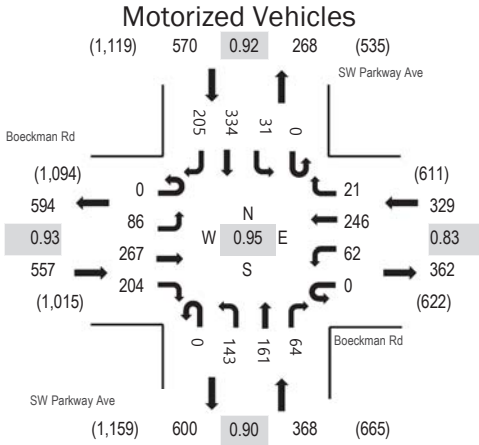 Motorized Vehicles
(1,119) 570 0.92 268 (535)
SW Parkway Ave
205 334 31 0
Boeckman Rd
(1,094) (611)
0 21
594 329
86 N 246
0.93 W 0.95 E 0.83
267 62
557 S 362
204 0
(1,015) (622)
0 143 161 64
Boeckman Rd
SW Parkway Ave
(1,159) 600 0.90 368 (665)